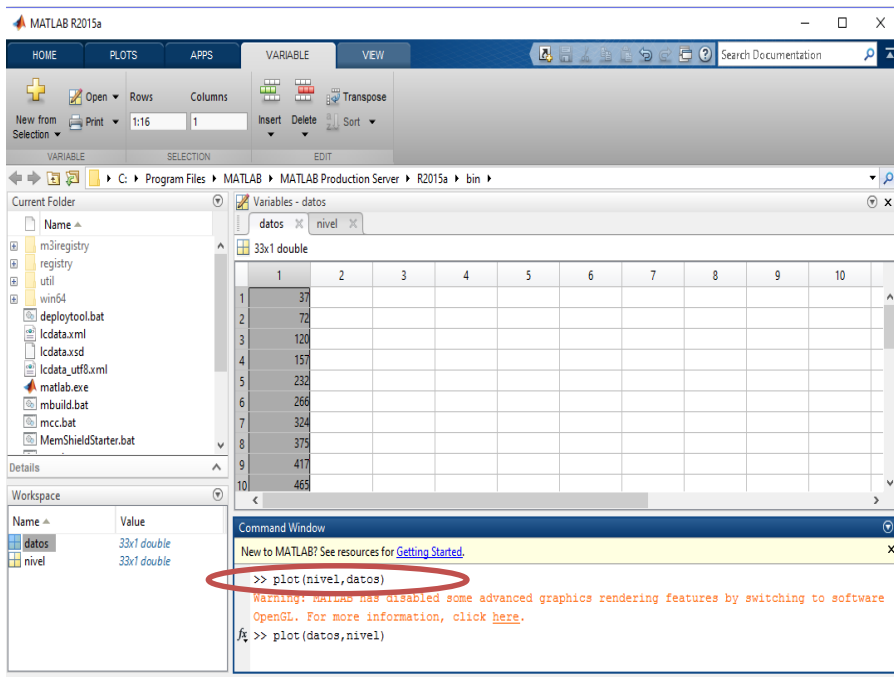 MATLAB R2015a
HOME PLOTS APPS VARIABLE VIEW Search Documentation
New from Selection Open Print Rows Columns 1:16 1 Insert Delete Transpose Sort
VARIABLE SELECTION EDIT
C: Program Files MATLAB MATLAB Production Server R2015a bin
Current Folder
Name
m3iregistry
registry
util
win64
deploytool.bat
lcdata.xml
lcdata.xsd
lcdata_utf8.xml
matlab.exe
mbuild.bat
mcc.bat
MemShieldStarter.bat
Details
Workspace
Name Value
datos 33x1 double
nivel 33x1 double
Variables - datos
datos nivel
33x1 double
1 2 3 4 5 6 7 8 9 10
1 37
2 72
3 120
4 157
5 232
6 266
7 324
8 375
9 417
10 465
Command Window
New to MATLAB? See resources for Getting Started.
>> plot(nivel,datos)
Warning: MATLAB has disabled some advanced graphics rendering features by switching to software
OpenGL. For more information, click here.
fx >> plot(datos,nivel)